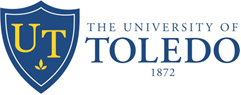 UT
THE UNIVERSITY OF
TOLEDO
1872